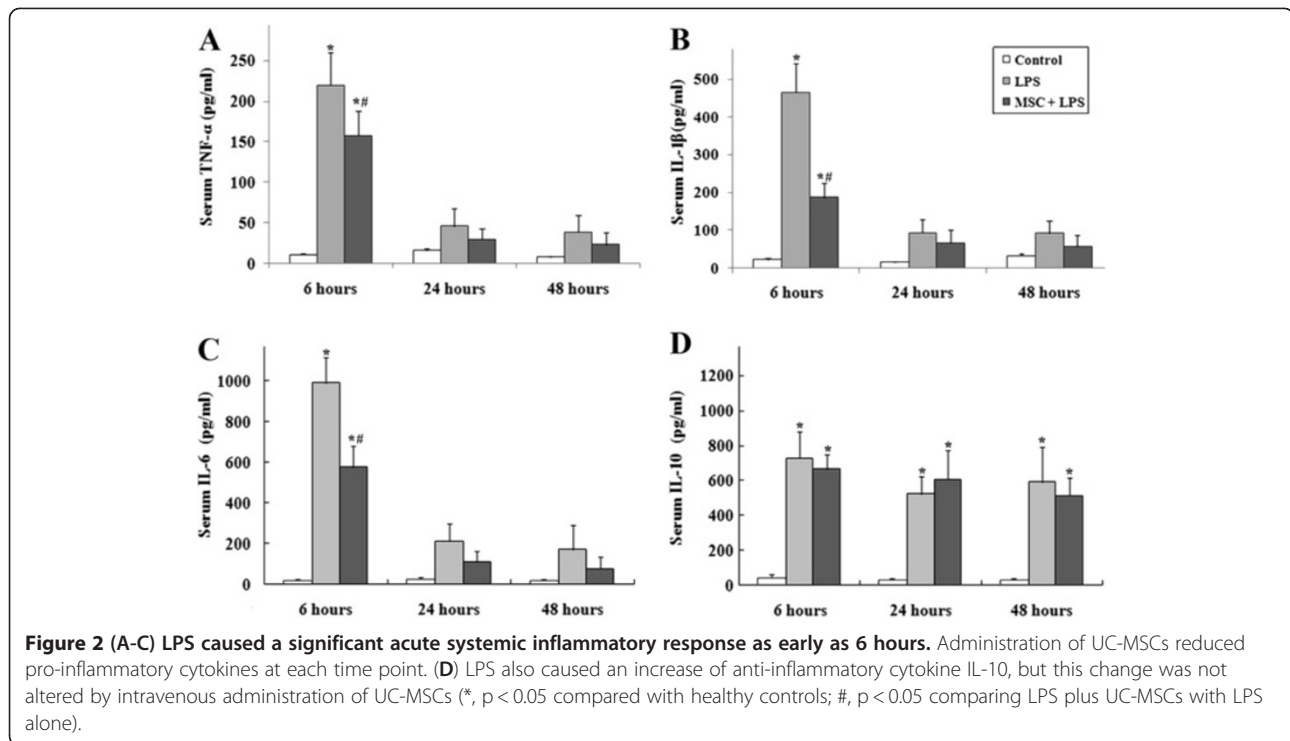 A
Serum TNF-α (pg/ml)
250
200
150
100
50
0
*
*#
6 hours 24 hours 48 hours
B
Serum IL-1β(pg/ml)
500
400
300
200
100
0
*
*#
6 hours 24 hours 48 hours
Control
LPS
MSC + LPS
C
Serum IL-6 (pg/ml)
1000
800
600
400
200
0
*
*#
6 hours 24 hours 48 hours
D
Serum IL-10 (pg/ml)
1200
1000
800
600
400
200
0
* * * * * *
6 hours 24 hours 48 hours
Figure 2 (A-C) LPS caused a significant acute systemic inflammatory response as early as 6 hours. Administration of UC-MSCs reduced
pro-inflammatory cytokines at each time point. (D) LPS also caused an increase of anti-inflammatory cytokine IL-10, but this change was not
altered by intravenous administration of UC-MSCs (*, p < 0.05 compared with healthy controls; #, p < 0.05 comparing LPS plus UC-MSCs with LPS
alone).